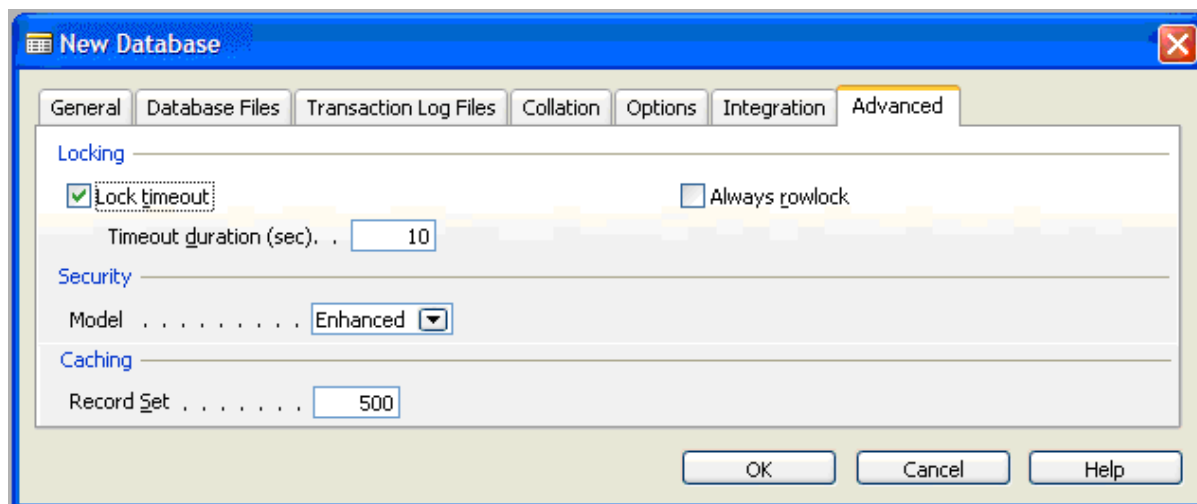 New Database
General Database Files Transaction Log Files Collation Options Integration Advanced
Locking
Lock timeout Always rowlock
Timeout duration (sec). . 10
Security
Model . . . . . . . . . Enhanced
Caching
Record Set . . . . . . . 500
OK Cancel Help